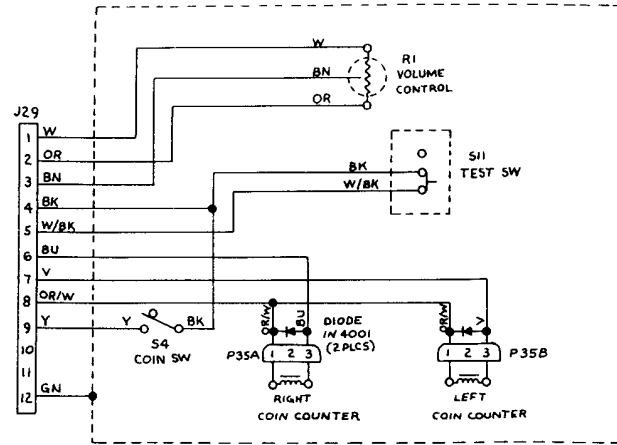 W
R1
VOLUME
CONTROL
BN
OR
J29
1 W
2 OR
3 BN
4 BK
5 W/BK
6 BU
7 V
8 OR/W
9 Y
10
11
12 GN
BK
W/BK
S11
TEST SW
Y
BK
S4
COIN SW
OR/W
BU
DIODE
IN 4001
(2 PLCS)
OR/W
V
P35A
1 2 3
1 2 3
P35B
RIGHT
COIN COUNTER
LEFT
COIN COUNTER